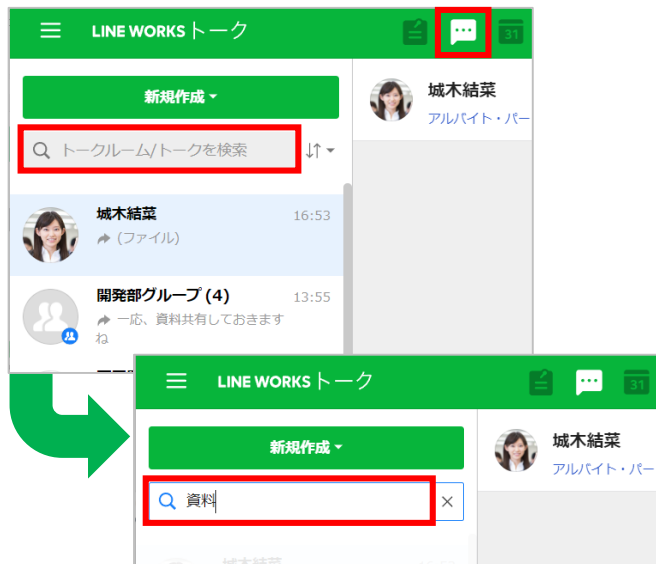 LINE WORKSトーク
31
新規作成
城木結菜
アルバイト・パー
トークルーム/トークを検索
城木結菜
16:53
(ファイル)
開発部グループ (4)
13:55
一応、資料共有しておきます
ね
LINE WORKSトーク
31
新規作成
城木結菜
アルバイト・パー
資料
城木結菜